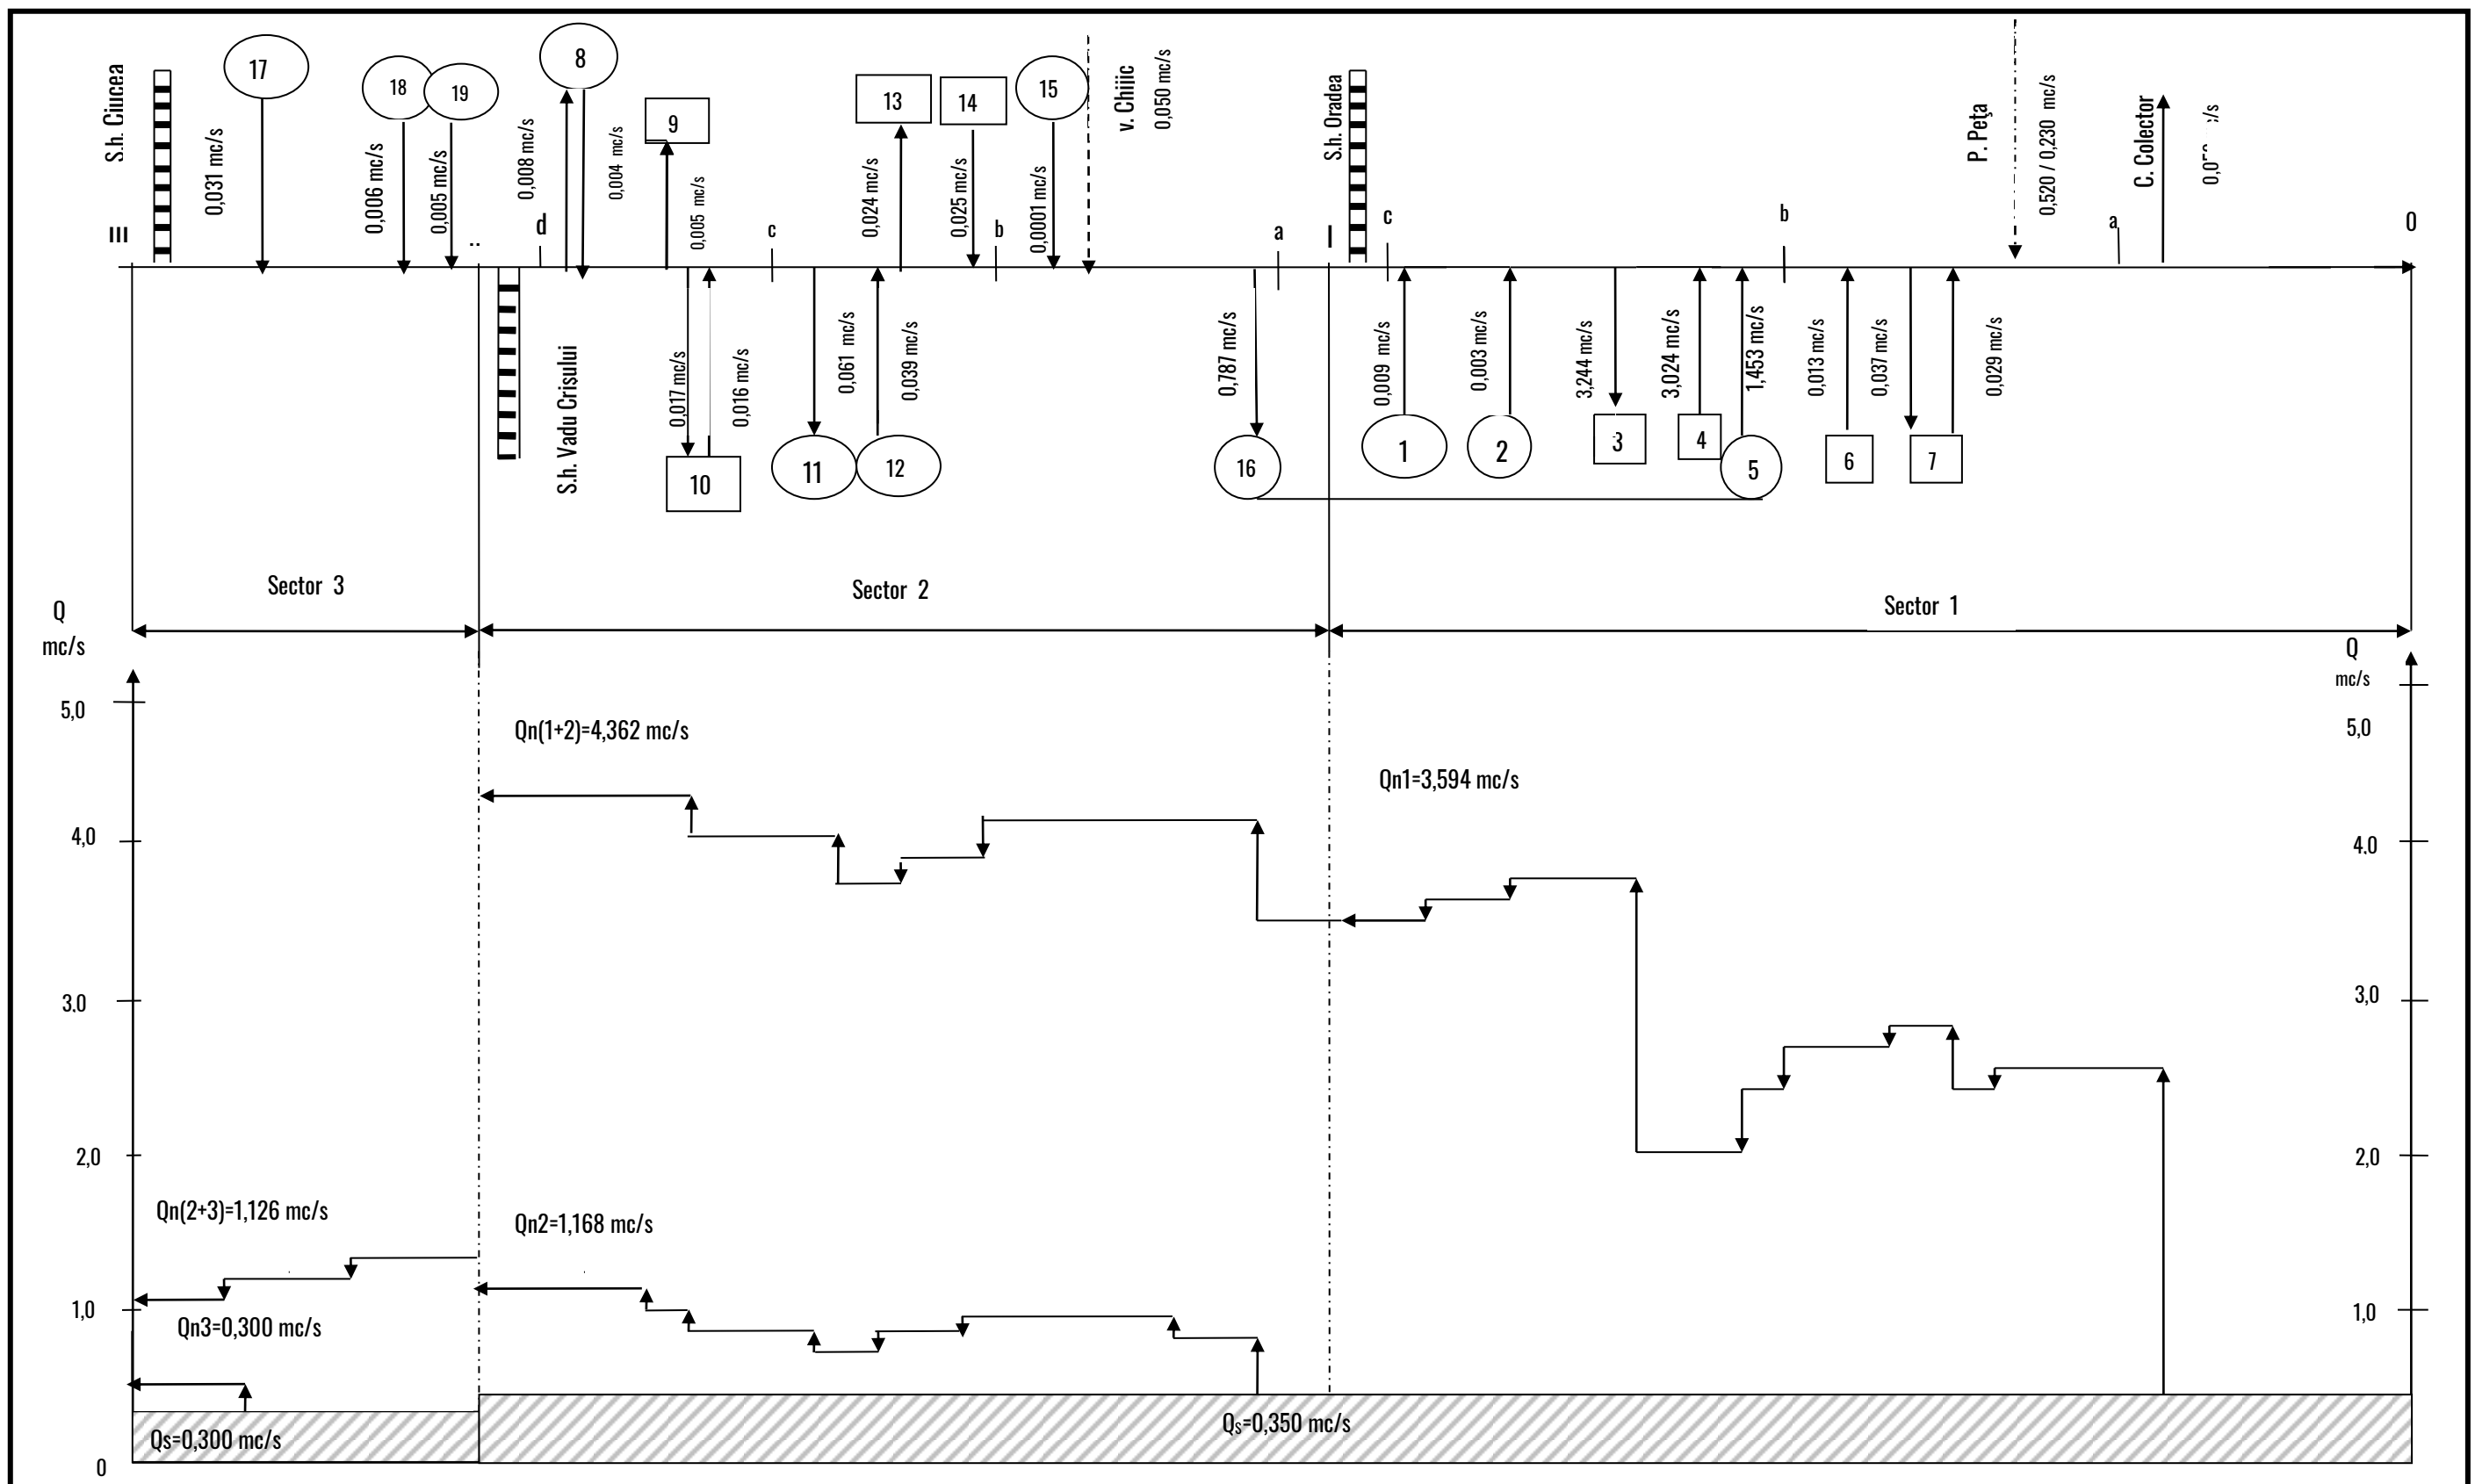 S.h. Ciucea
III
0,031 mc/s
17
18
19
0,006 mc/s
0,005 mc/s
..
0,008 mc/s
d
8
0,004 mc/s
9
0,005 mc/s
c
13
0,024 mc/s
14
0,025 mc/s
b
15
0,0001 mc/s
v. Chijic
0,050 mc/s
a
I
S.h. Oradea
c
b
P. Peţa
0,520 / 0,230 mc/s
a
C. Colector
0
S.h. Vadu Crişului
0,017 mc/s
0,016 mc/s
10
0,061 mc/s
0,039 mc/s
11
12
0,787 mc/s
16
0,009 mc/s
1
0,003 mc/s
2
3,244 mc/s
3
3,024 mc/s
4
1,453 mc/s
5
0,013 mc/s
6
0,037 mc/s
7
0,029 mc/s
Sector 3
Sector 2
Sector 1
Q
mc/s
Q
mc/s
5,0
4,0
3,0
2,0
1,0
0
5,0
4,0
3,0
2,0
1,0
Qn(1+2)=4,362 mc/s
Qn1=3,594 mc/s
Qn(2+3)=1,126 mc/s
Qn2=1,168 mc/s
Qn3=0,300 mc/s
Qs=0,300 mc/s
Qs=0,350 mc/s